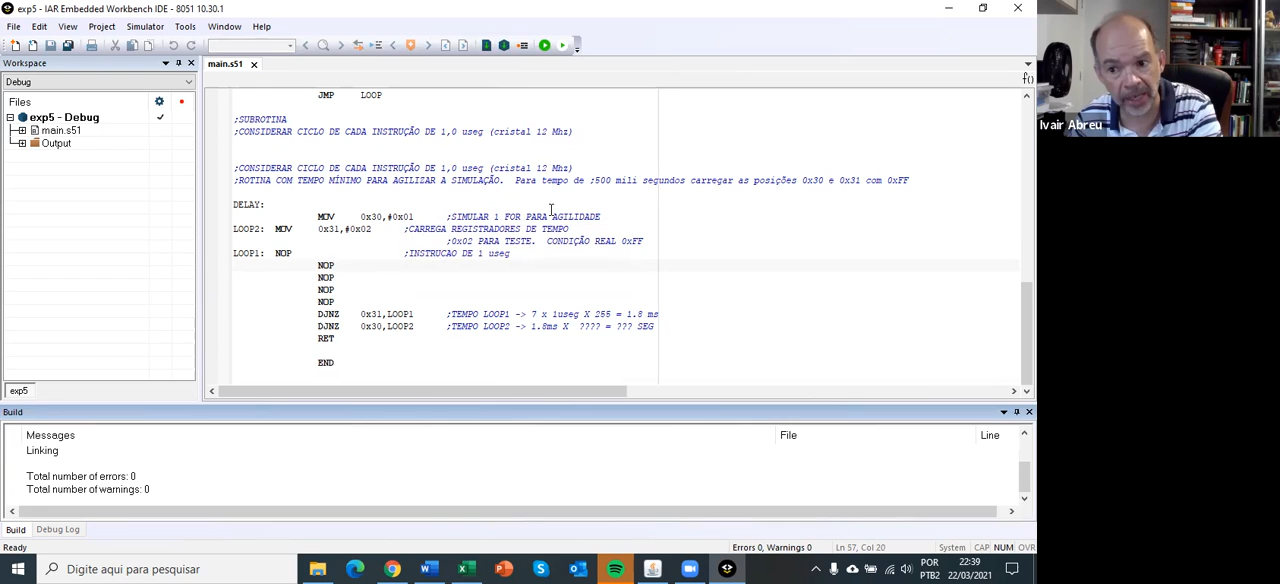 exp5 - IAR Embedded Workbench IDE - 8051 10.30.1
File Edit View Project Simulator Tools Window Help
Workspace
main.s51
Debug
Files
exp5 - Debug
main.s51
Output
exp5
f()
JMP LOOP
;SUBROTINA
;CONSIDERAR CICLO DE CADA INSTRUÇÃO DE 1,0 useg (cristal 12 Mhz)
;CONSIDERAR CICLO DE CADA INSTRUÇÃO DE 1,0 useg (cristal 12 Mhz)
;ROTINA COM TEMPO MÍNIMO PARA AGILIZAR A SIMULAÇÃO. Para tempo de ;500 mili segundos carregar as posições 0x30 e 0x31 com 0xFF
DELAY:
MOV 0x30,#0x01 ;SIMULAR 1 FOR PARA AGILIDADE
LOOP2: MOV 0x31,#0x02 ;CARREGA REGISTRADORES DE TEMPO
;0x02 PARA TESTE. CONDIÇÃO REAL 0xFF
LOOP1: NOP ;INSTRUCAO DE 1 useg
NOP
NOP
NOP
NOP
DJNZ 0x31,LOOP1 ;TEMPO LOOP1 -> 7 x 1useg X 255 = 1.8 ms
DJNZ 0x30,LOOP2 ;TEMPO LOOP2 -> 1.8ms X ???? = ??? SEG
RET
END
Ivair Abreu
Build
Messages File Line
Linking
Total number of errors: 0
Total number of warnings: 0
Build Debug Log
Ready Errors 0, Warnings 0 Ln 57, Col 20 System CAP NUM OVR
Digite aqui para pesquisar
POR
PTB2
22:39
22/03/2021